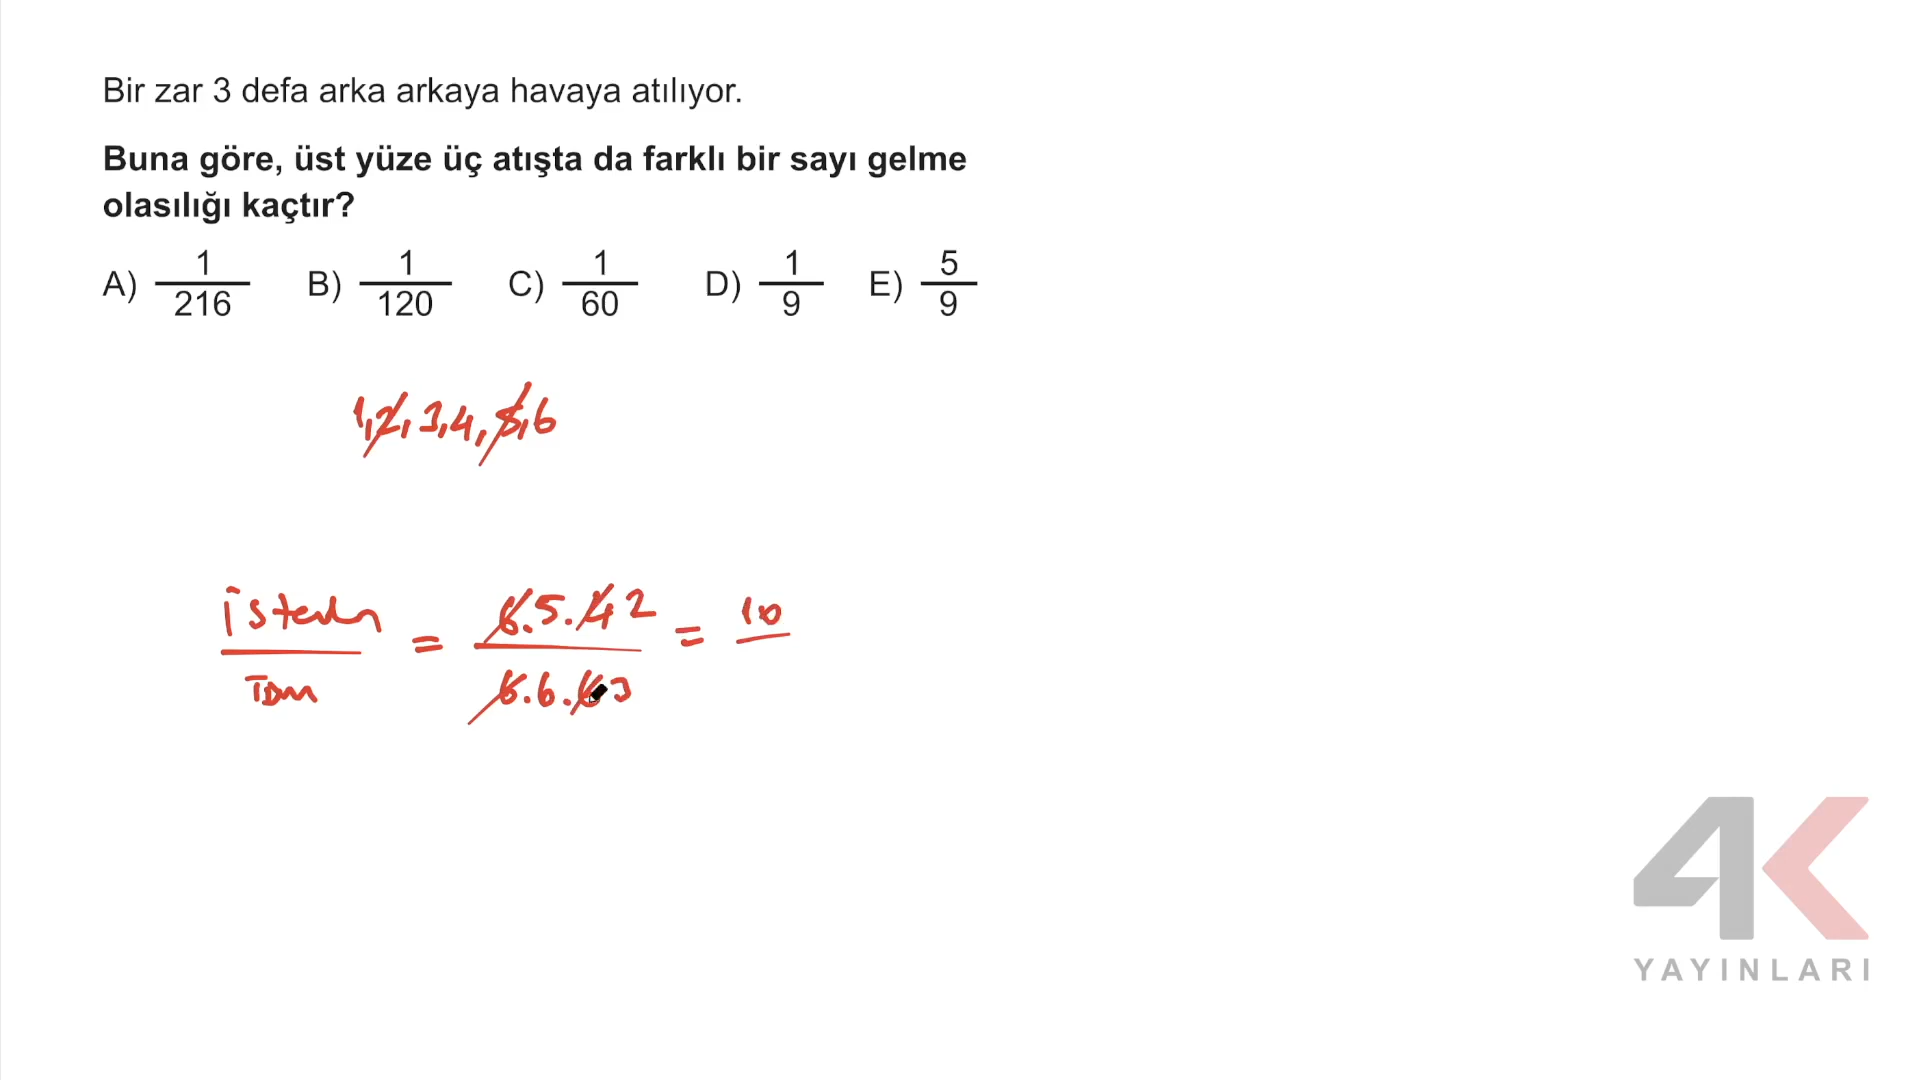 Bir zar 3 defa arka arkaya havaya atılıyor.
Buna göre, üst yüze üç atışta da farklı bir sayı gelme
olasılığı kaçtır?
A) 1/216 B) 1/120 C) 1/60 D) 1/9 E) 5/9
1, 2, 3, 4, 5, 6
istenen / Tüm = 6.5.4 2 / 6.6.6 3 = 10
4K
YAYINLARI